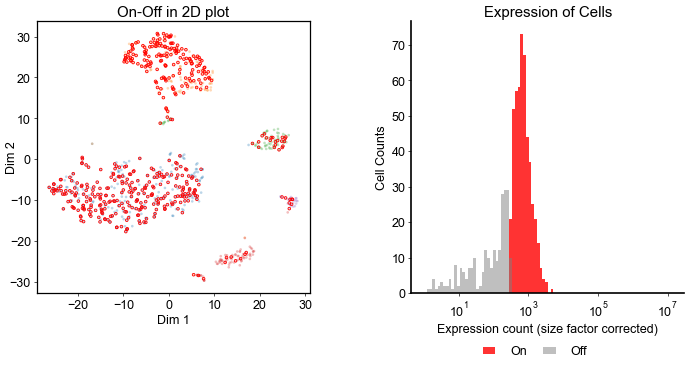 On-Off in 2D plot
Expression of Cells
30
20
10
0
−10
−20
−30
Dim 2
−20 −10 0 10 20 30
Dim 1
70
60
50
40
30
20
10
0
Cell Counts
10^1 10^3 10^5 10^7
Expression count (size factor corrected)
On Off